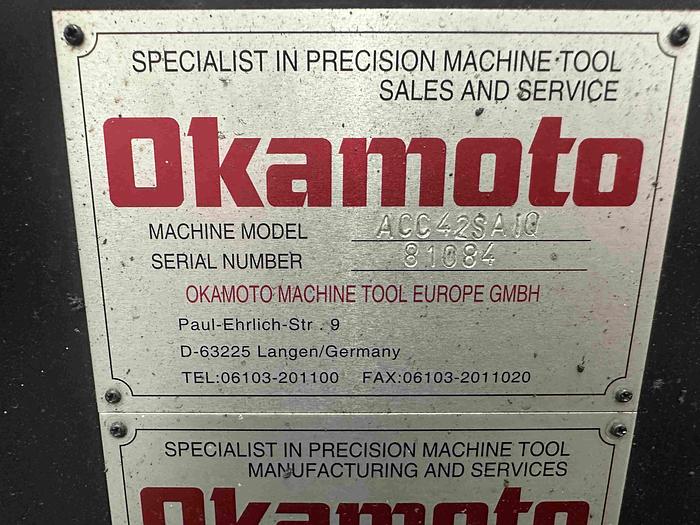 SPECIALIST IN PRECISION MACHINE TOOL
SALES AND SERVICE
Okamoto
MACHINE MODEL ACC42SAIQ
SERIAL NUMBER 81084
OKAMOTO MACHINE TOOL EUROPE GMBH
Paul-Ehrlich-Str . 9
D-63225 Langen/Germany
TEL:06103-201100 FAX:06103-2011020
SPECIALIST IN PRECISION MACHINE TOOL
MANUFACTURING AND SERVICES
Okamoto